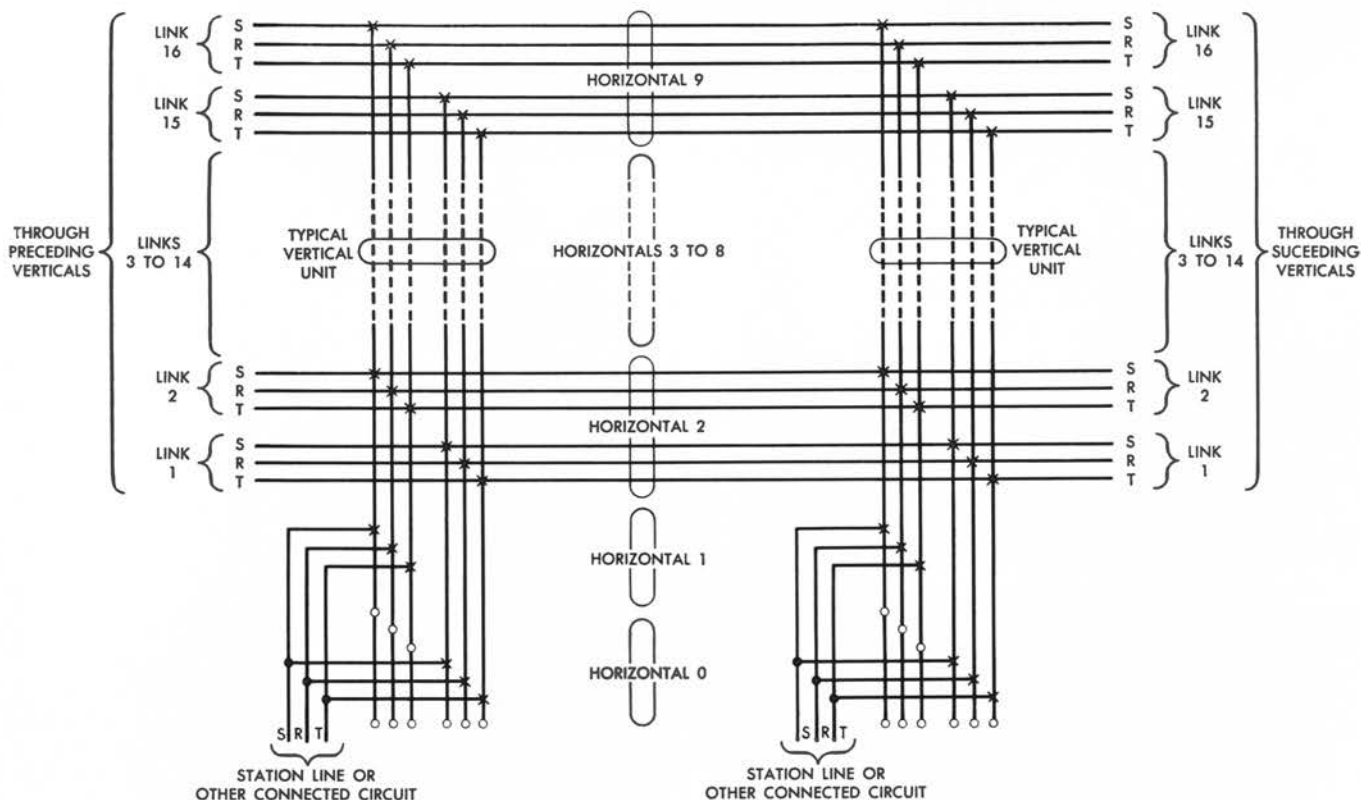 S
LINK
16
R
T
HORIZONTAL 9
S
LINK
15
R
T
S
LINK
16
R
T
S
LINK
15
R
T
THROUGH
PRECEDING
VERTICALS
LINKS
3 TO 14
TYPICAL
VERTICAL
UNIT
HORIZONTALS 3 TO 8
TYPICAL
VERTICAL
UNIT
LINKS
3 TO 14
THROUGH
SUCEEDING
VERTICALS
S
LINK
2
R
T
HORIZONTAL 2
S
LINK
1
R
T
S
LINK
2
R
T
S
LINK
1
R
T
HORIZONTAL 1
HORIZONTAL 0
S R T
STATION LINE OR
OTHER CONNECTED CIRCUIT
S R T
STATION LINE OR
OTHER CONNECTED CIRCUIT